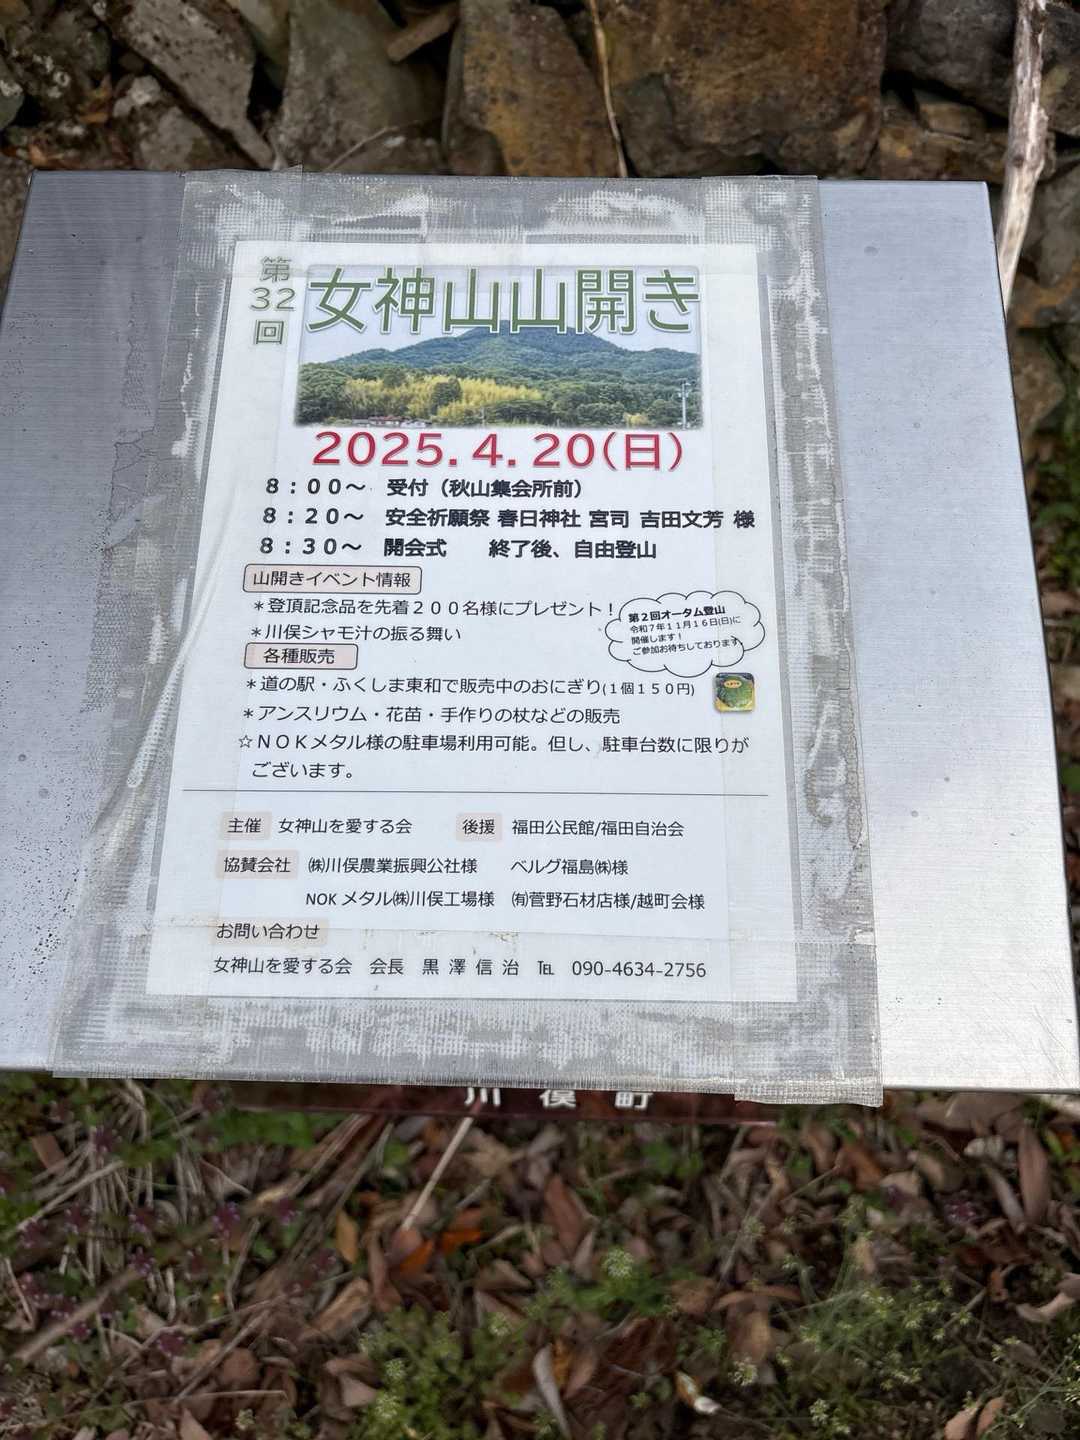 第32回
女神山山開き
2025.4.20(日)
8：00～ 受付（秋山集会所前）
8：20～ 安全祈願祭 春日神社 宮司 吉田文芳 様
8：30～ 開会式 終了後、自由登山
山開きイベント情報
＊登頂記念品を先着２００名様にプレゼント！
＊川俣シャモ汁の振る舞い
第２回オータム登山
令和７年１１月１６日(日)に
開催します！
ご参加お待ちしております。
各種販売
＊道の駅・ふくしま東和で販売中のおにぎり(１個１５０円)
＊アンスリウム・花苗・手作りの杖などの販売
☆ＮＯＫメタル様の駐車場利用可能。但し、駐車台数に限りが
ございます。
主催 女神山を愛する会 後援 福田公民館/福田自治会
協賛会社 ㈱川俣農業振興公社様 ベルグ福島㈱様
NOKメタル㈱川俣工場様 ㈲菅野石材店様/越町会様
お問い合わせ
女神山を愛する会 会長 黒澤信治 ℡ 090-4634-2756
川俣町